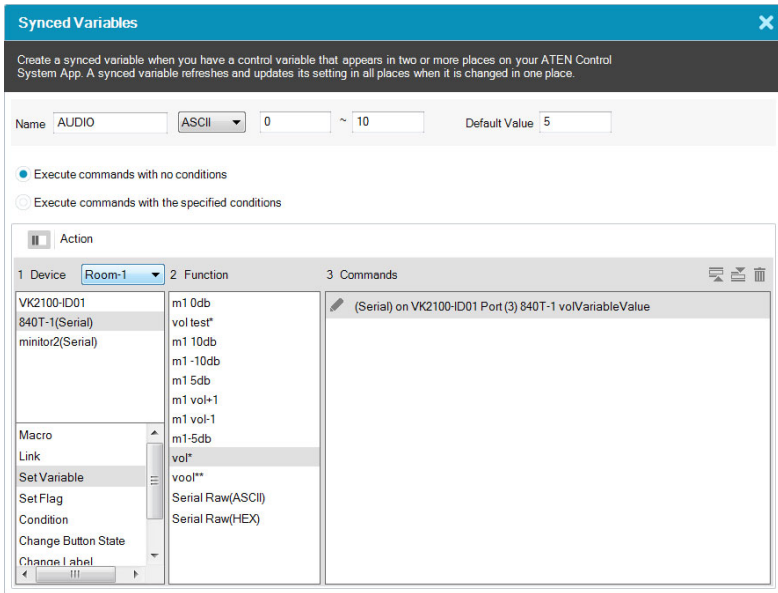 Synced Variables
Create a synced variable when you have a control variable that appears in two or more places on your ATEN Control
System App. A synced variable refreshes and updates its setting in all places when it is changed in one place.
Name AUDIO ASCII 0 ~ 10 Default Value 5
Execute commands with no conditions
Execute commands with the specified conditions
Action
1 Device Room-1 2 Function 3 Commands
VK2100-ID01
840T-1(Serial)
minitor2(Serial)
Macro
Link
Set Variable
Set Flag
Condition
Change Button State
Change Label
m1 0db
vol test*
m1 10db
m1 -10db
m1 5db
m1 vol+1
m1 vol-1
m1-5db
vol*
vool**
Serial Raw(ASCII)
Serial Raw(HEX)
(Serial) on VK2100-ID01 Port (3) 840T-1 volVariableValue